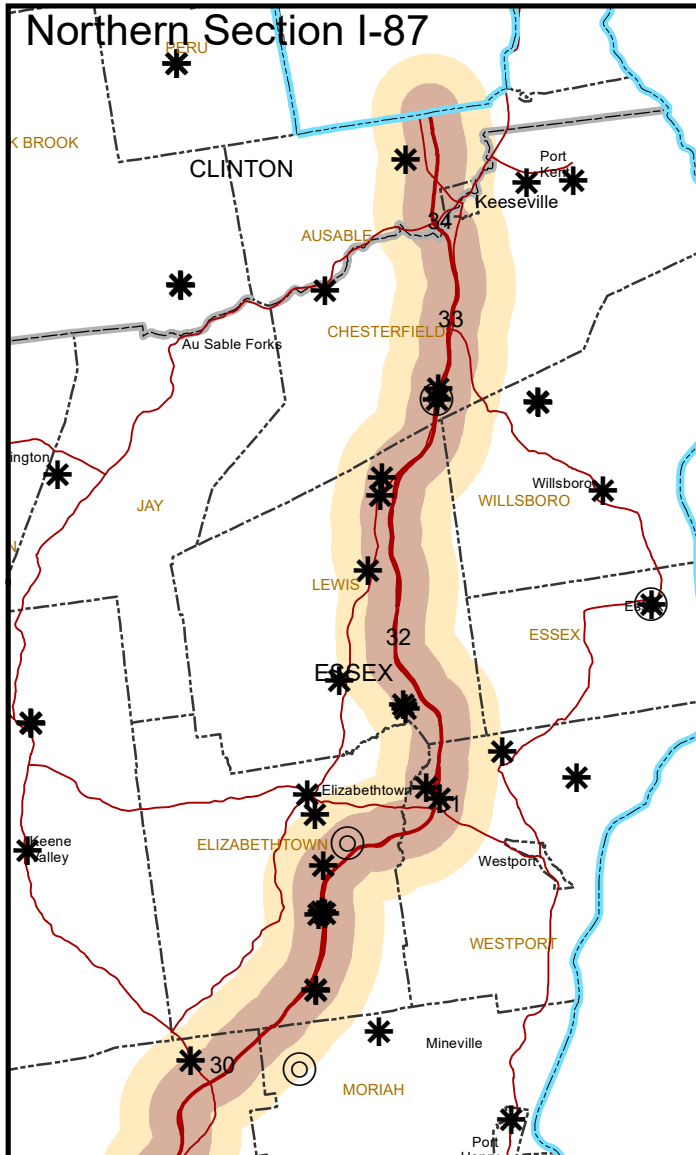 Northern Section I-87
PERU
K BROOK
CLINTON
Port
Kent
Keeseville
34
AUSABLE
33
CHESTERFIELD
Au Sable Forks
ington
Willsboro
WILLSBORO
JAY
N
LEWIS
ESSEX
32
ESSEX
Elizabethtown
31
ELIZABETHTOWN
Keene
Valley
Westport
WESTPORT
Mineville
30
MORIAH
Port